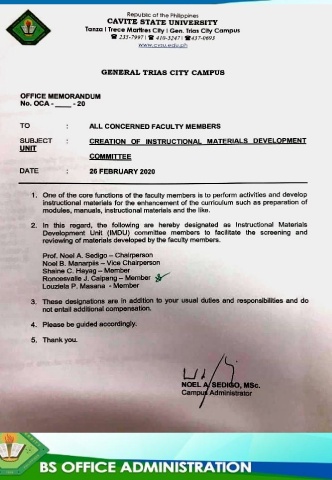 Republic of the Philippines
CAVITE STATE UNIVERSITY
Tanza | Trece Martires City | Gen. Trias City Campus
☎ 235-7997 | ☎ 410-5247 | ☎437-0693
www.cvsu.edu.ph
GENERAL TRIAS CITY CAMPUS
OFFICE MEMORANDUM
No. OCA - ____ - 20
TO : ALL CONCERNED FACULTY MEMBERS
SUBJECT : CREATION OF INSTRUCTIONAL MATERIALS DEVELOPMENT
UNIT
COMMITTEE
DATE : 26 FEBRUARY 2020
1. One of the core functions of the faculty members is to perform activities and develop
instructional materials for the enhancement of the curriculum such as preparation of
modules, manuals, instructional materials and the like.
2. In this regard, the following are hereby designated as Instructional Materials
Development Unit (IMDU) committee members to facilitate the screening and
reviewing of materials developed by the faculty members.
Prof. Noel A. Sedigo – Chairperson
Noel B. Manarpiis – Vice Chairperson
Shaine C. Hayag – Member
Roncesvalle J. Caipang – Member
Louziela P. Masana - Member
3. These designations are in addition to your usual duties and responsibilities and do
not entail additional compensation.
4. Please be guided accordingly.
5. Thank you.
NOEL A. SEDIGO, MSc.
Campus Administrator
BS OFFICE ADMINISTRATION